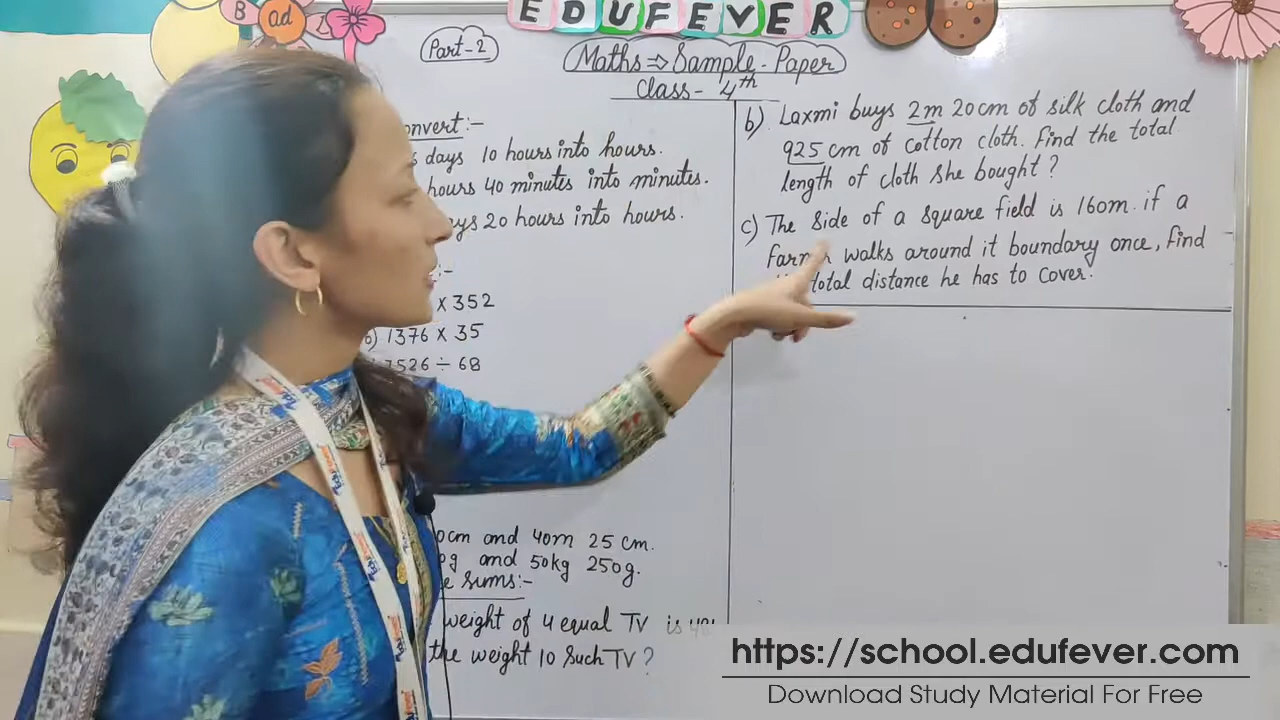 EDUFEVER
B
ad
Part-2
Maths ⇒ Sample-Paper
Class- 4th
onvert:-
days 10 hours into hours.
hours 40 minutes into minutes.
ys 20 hours into hours.
:-
× 352
1376 × 35
7526 ÷ 68
0cm and 40m 25 cm.
g and 50kg 250g.
e Sums:-
weight of 4 equal TV is
the weight 10 Such TV?
b) Laxmi buys 2m 20cm of silk cloth and
925 cm of cotton cloth. Find the total
length of cloth she bought?
c) The side of a square field is 160m. if a
farm walks around it boundary once, find
total distance he has to cover.
https://school.edufever.com
Download Study Material For Free